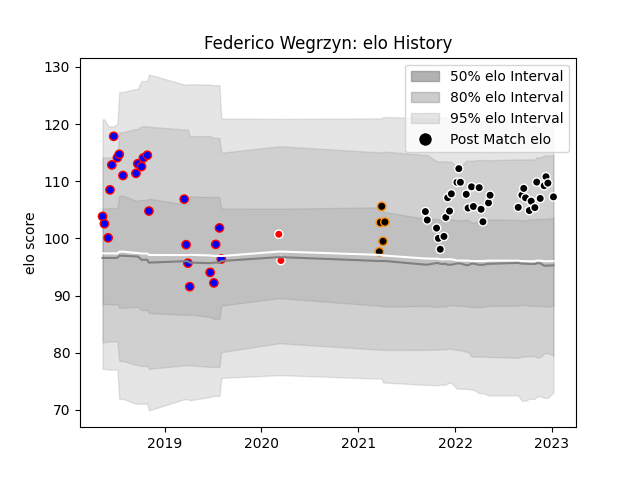 Federico Wegrzyn: elo History
50% elo Interval
80% elo Interval
95% elo Interval
Post Match elo
elo score
130
120
110
100
90
80
70
2019
2020
2021
2022
2023